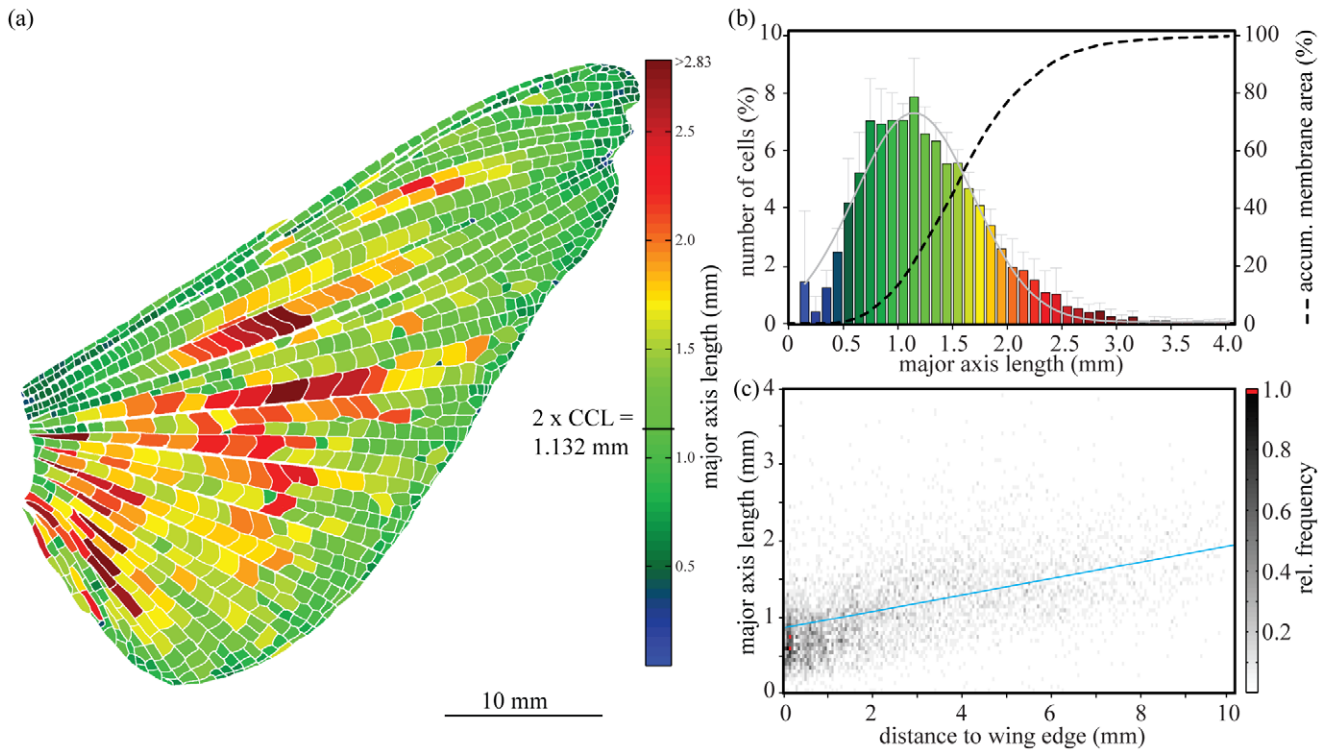 (a)
>2.83
2.5
2.0
1.5
1.0
0.5
major axis length (mm)
2 x CCL =
1.132 mm
10 mm
(b)
10
8
6
4
2
0
number of cells (%)
100
80
60
40
20
0
accum. membrane area (%)
0 0.5 1.0 1.5 2.0 2.5 3.0 3.5 4.0
major axis length (mm)
(c)
4
3
2
1
0
major axis length (mm)
0 2 4 6 8 10
distance to wing edge (mm)
1.0
0.8
0.6
0.4
0.2
rel. frequency